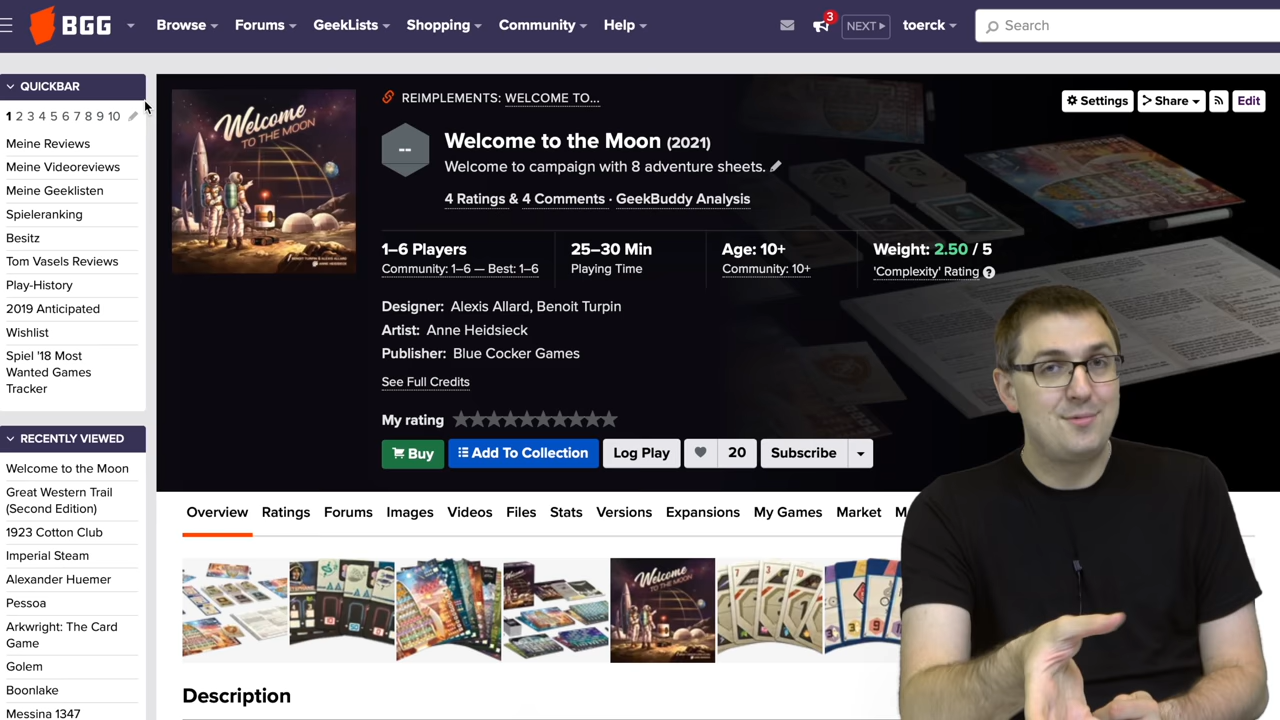 BGG
Browse
Forums
GeekLists
Shopping
Community
Help
3
NEXT
toerck
Search
QUICKBAR
1 2 3 4 5 6 7 8 9 10
Meine Reviews
Meine Videoreviews
Meine Geeklisten
Spieleranking
Besitz
Tom Vasels Reviews
Play-History
2019 Anticipated
Wishlist
Spiel '18 Most
Wanted Games
Tracker
RECENTLY VIEWED
Welcome to the Moon
Great Western Trail
(Second Edition)
1923 Cotton Club
Imperial Steam
Alexander Huemer
Pessoa
Arkwright: The Card
Game
Golem
Boonlake
Messina 1347
Welcome
TO THE MOON
REIMPLEMENTS: WELCOME TO...
--
Welcome to the Moon (2021)
Welcome to campaign with 8 adventure sheets.
4 Ratings & 4 Comments · GeekBuddy Analysis
Settings
Share
Edit
1–6 Players
Community: 1–6 — Best: 1–6
25–30 Min
Playing Time
Age: 10+
Community: 10+
Weight: 2.50 / 5
'Complexity' Rating ?
Designer: Alexis Allard, Benoit Turpin
Artist: Anne Heidsieck
Publisher: Blue Cocker Games
See Full Credits
My rating
Buy
Add To Collection
Log Play
20
Subscribe
Overview
Ratings
Forums
Images
Videos
Files
Stats
Versions
Expansions
My Games
Market
M
Welcome
TO THE MOON
Description